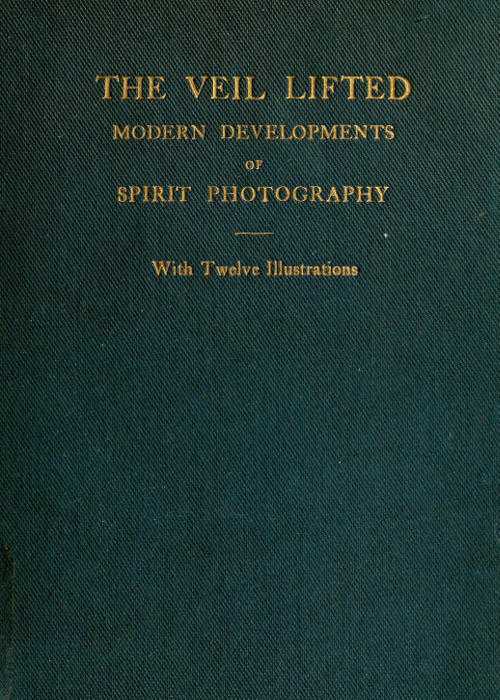 THE VEIL LIFTED
MODERN DEVELOPMENTS
OF
SPIRIT PHOTOGRAPHY
With Twelve Illustrations